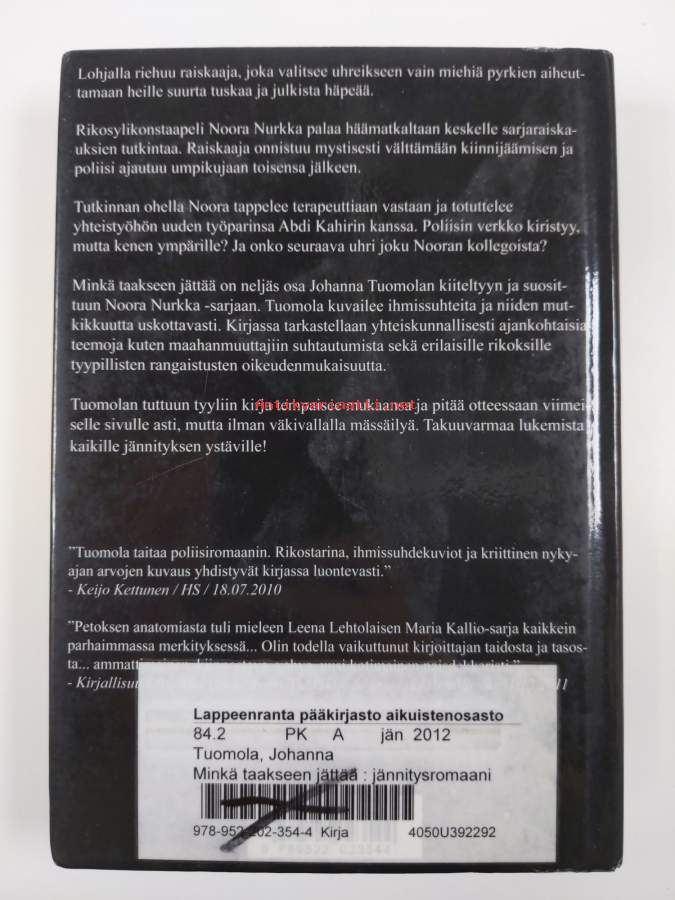 Lohjalla riehuu raiskaaja, joka valitsee uhreikseen vain miehiä pyrkien aiheut-
tamaan heille suurta tuskaa ja julkista häpeää.
Rikosylikonstaapeli Noora Nurkka palaa häämatkaltaan keskelle sarjaraiska-
uksien tutkintaa. Raiskaaja onnistuu mystisesti välttämään kiinnijäämisen ja
poliisi ajautuu umpikujaan toisensa jälkeen.
Tutkinnan ohella Noora tappelee terapeuttiaan vastaan ja totuttelee
yhteistyöhön uuden työparinsa Abdi Kahirin kanssa. Poliisin verkko kiristyy,
mutta kenen ympärille? Ja onko seuraava uhri joku Nooran kollegoista?
Minkä taakseen jättää on neljäs osa Johanna Tuomolan kiiteltyyn ja suosit-
tuun Noora Nurkka -sarjaan. Tuomola kuvailee ihmissuhteita ja niiden mut-
kikkuutta uskottavasti. Kirjassa tarkastellaan yhteiskunnallisesti ajankohtaisia
teemoja kuten maahanmuuttajiin suhtautumista sekä erilaisille rikoksille
tyypillisten rangaistusten oikeudenmukaisuutta.
Tuomolan tuttuun tyyliin kirja tempaisee mukaansa ja pitää otteessaan viimei-
selle sivulle asti, mutta ilman väkivallalla mässäilyä. Takuuvarmaa lukemista
kaikille jännityksen ystäville!
"Tuomola taitaa poliisiromaanin. Rikostarina, ihmissuhdekuviot ja kriittinen nyky-
ajan arvojen kuvaus yhdistyvät kirjassa luontevasti."
- Keijo Kettunen / HS / 18.07.2010
"Petoksen anatomiasta tuli mieleen Leena Lehtolaisen Maria Kallio-sarja kaikkein
parhaimmassa merkityksessä... Olin todella vaikuttunut kirjoittajan taidosta ja tasos-
ta...
Lappeenranta pääkirjasto aikuistenosasto
84.2 PK A jän 2012
Tuomola, Johanna
Minkä taakseen jättää : jännitysromaani
978-952-202-354-4 Kirja 4050U392292